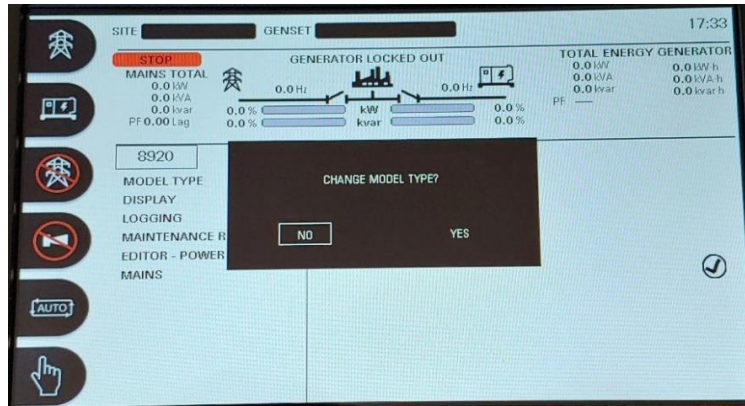 SITE GENSET 17:33
STOP
GENERATOR LOCKED OUT
TOTAL ENERGY GENERATOR
MAINS TOTAL
0.0 kW
0.0 kVA
0.0 kvar
PF 0.00 Lag
0.0 Hz
0.0 Hz
0.0 % kW 0.0 %
0.0 % kvar 0.0 %
0.0 kW 0.0 kW h
0.0 kVA 0.0 kVA h
0.0 kvar 0.0 kvar h
PF —
8920
MODEL TYPE
DISPLAY
LOGGING
MAINTENANCE R
EDITOR - POWER
MAINS
CHANGE MODEL TYPE?
NO YES
AUTO